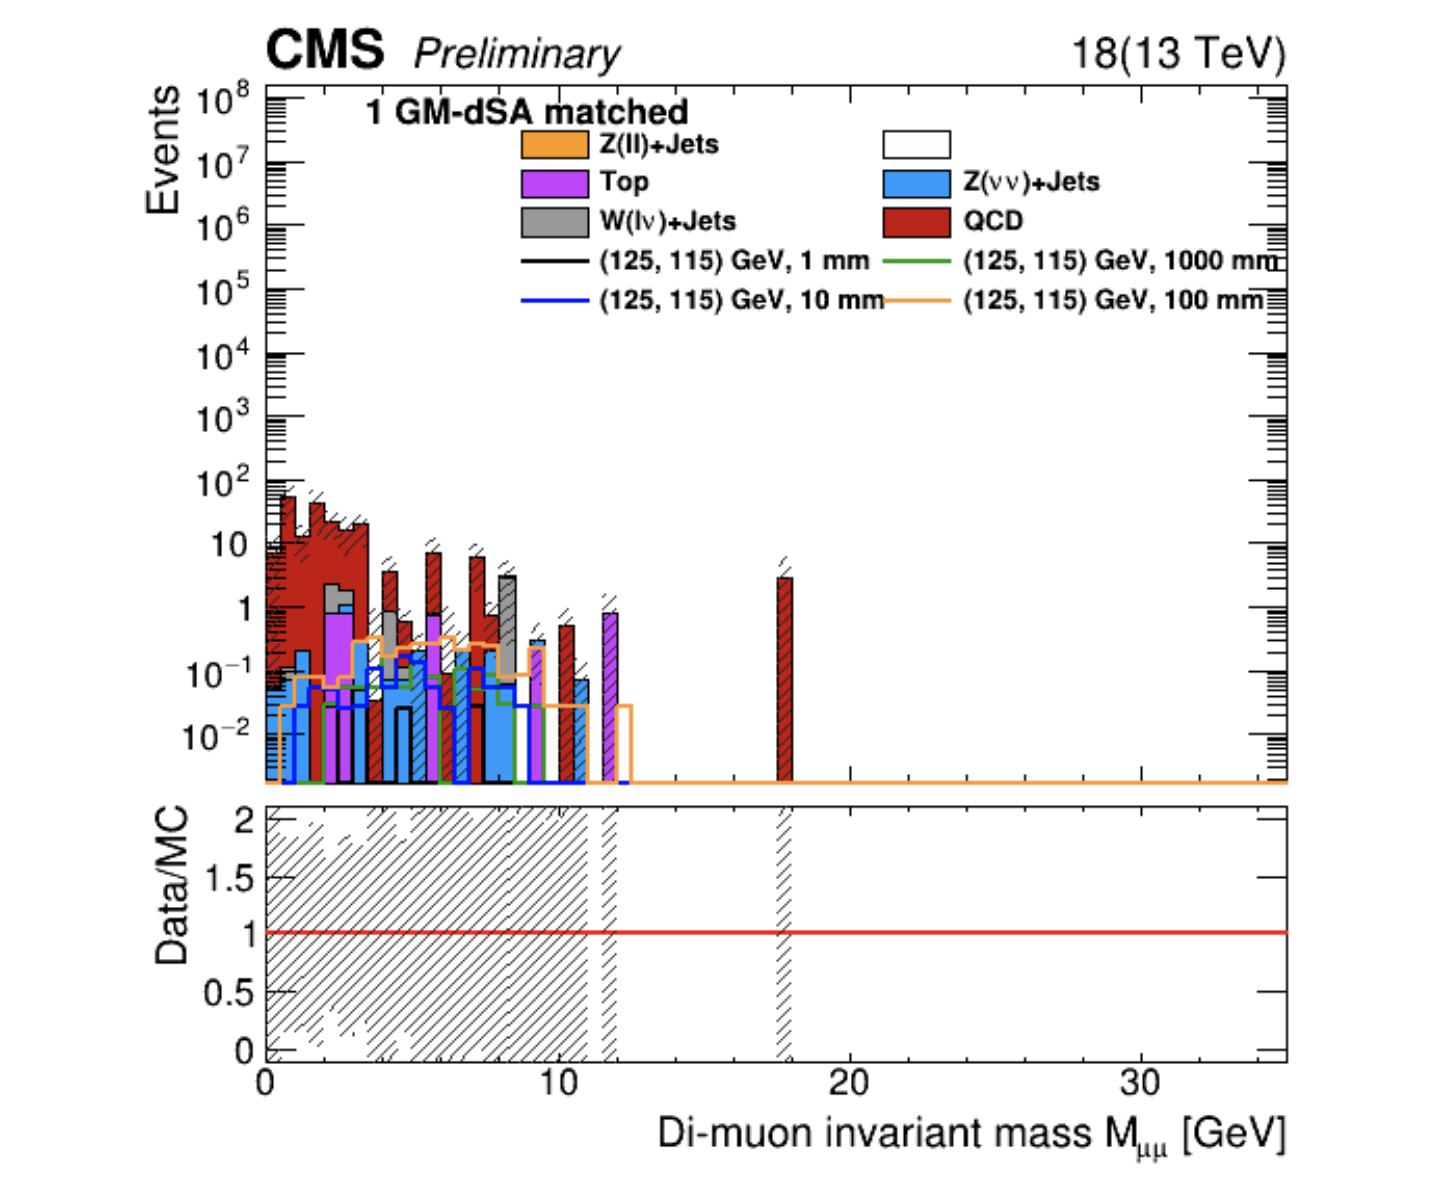 CMS Preliminary 18(13 TeV)
Events
10^8
10^7
10^6
10^5
10^4
10^3
10^2
10
1
10^−1
10^−2
1 GM-dSA matched
Z(ll)+Jets
Top Z(νν)+Jets
W(lν)+Jets QCD
(125, 115) GeV, 1 mm (125, 115) GeV, 1000 mm
(125, 115) GeV, 10 mm (125, 115) GeV, 100 mm
Data/MC
2
1.5
1
0.5
0
0 10 20 30
Di-muon invariant mass M_μμ [GeV]